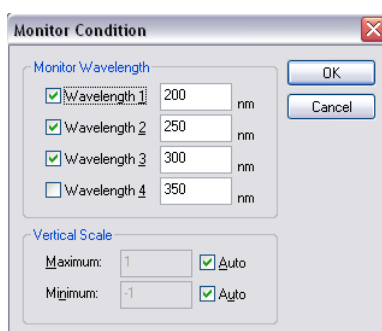 Monitor Condition
Monitor Wavelength
Wavelength 1 200 nm
Wavelength 2 250 nm
Wavelength 3 300 nm
Wavelength 4 350 nm
OK
Cancel
Vertical Scale
Maximum: 1 Auto
Minimum: -1 Auto